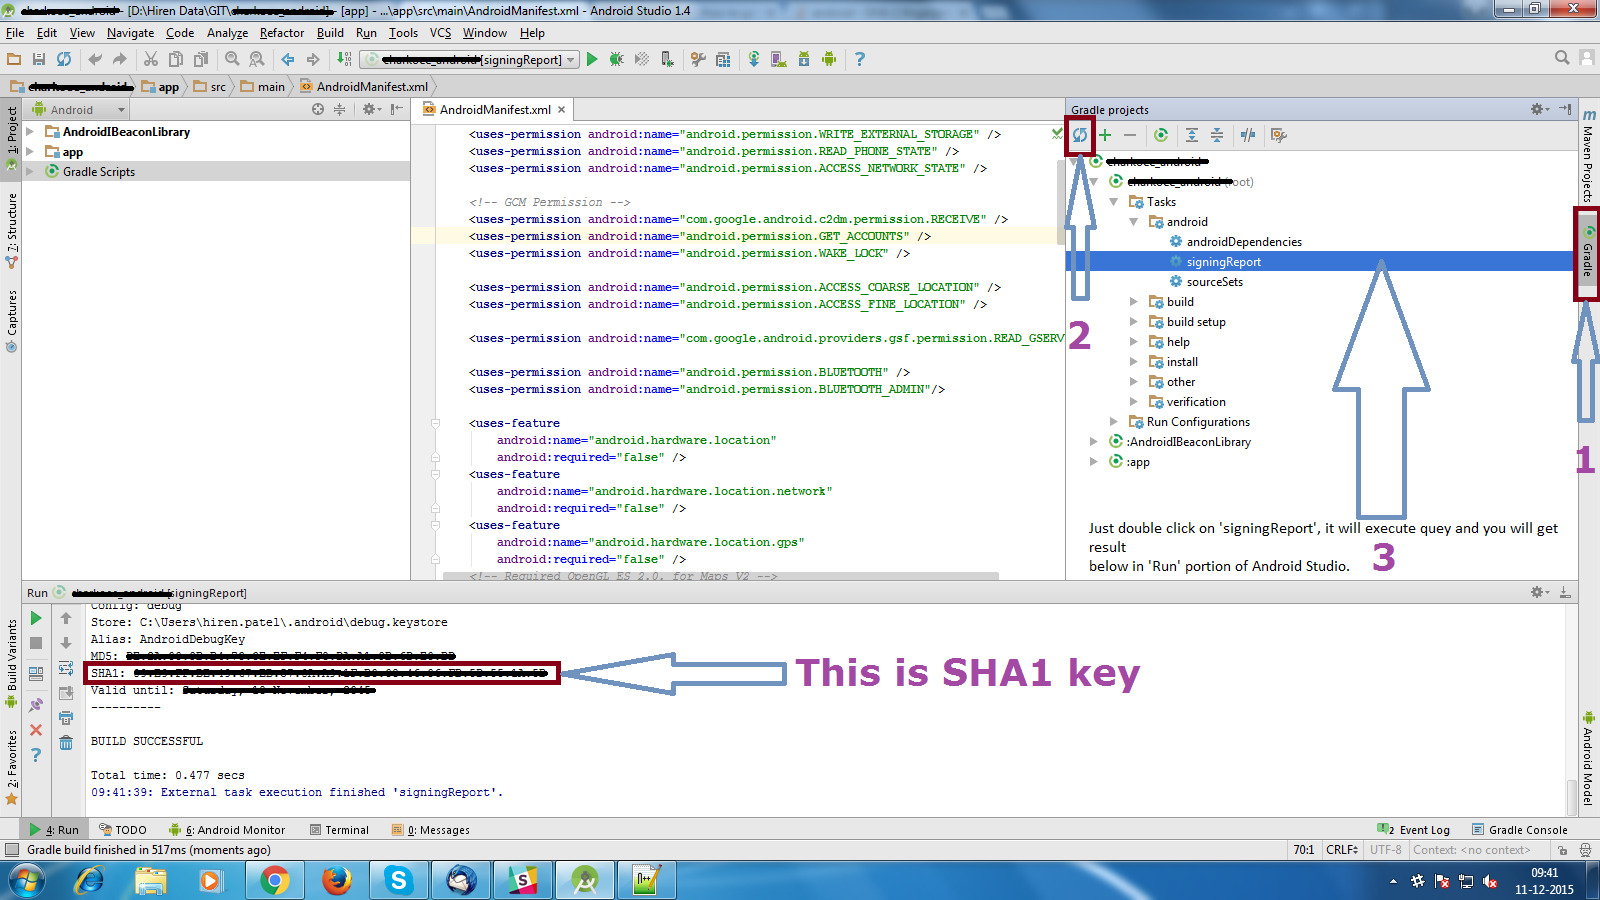 - [D:\Hiren Data\GIT\ - [app] - ...\app\src\main\AndroidManifest.xml - Android Studio 1.4
File Edit View Navigate Code Analyze Refactor Build Run Tools VCS Window Help
[signingReport]
app src main AndroidManifest.xml
1: Project
7: Structure
Captures
Build Variants
2: Favorites
Android
AndroidIBeaconLibrary
app
Gradle Scripts
AndroidManifest.xml
<uses-permission android:name="android.permission.WRITE_EXTERNAL_STORAGE" />
<uses-permission android:name="android.permission.READ_PHONE_STATE" />
<uses-permission android:name="android.permission.ACCESS_NETWORK_STATE" />
<!-- GCM Permission -->
<uses-permission android:name="com.google.android.c2dm.permission.RECEIVE" />
<uses-permission android:name="android.permission.GET_ACCOUNTS" />
<uses-permission android:name="android.permission.WAKE_LOCK" />
<uses-permission android:name="android.permission.ACCESS_COARSE_LOCATION" />
<uses-permission android:name="android.permission.ACCESS_FINE_LOCATION" />
<uses-permission android:name="com.google.android.providers.gsf.permission.READ_GSERV
<uses-permission android:name="android.permission.BLUETOOTH" />
<uses-permission android:name="android.permission.BLUETOOTH_ADMIN"/>
<uses-feature
android:name="android.hardware.location"
android:required="false" />
<uses-feature
android:name="android.hardware.location.network"
android:required="false" />
<uses-feature
android:name="android.hardware.location.gps"
android:required="false" />
<!-- Required OpenGL ES 2.0. for Maps V2 -->
Gradle projects
Tasks
android
androidDependencies
signingReport
sourceSets
build
build setup
help
install
other
verification
Run Configurations
:AndroidIBeaconLibrary
:app
2
1
3
Just double click on 'signingReport', it will execute quey and you will get
result
below in 'Run' portion of Android Studio.
Maven Projects
Gradle
Android Model
Run [signingReport]
Config: debug
Store: C:\Users\hiren.patel\.android\debug.keystore
Alias: AndroidDebugKey
MD5:
SHA1:
This is SHA1 key
Valid until:
----------
BUILD SUCCESSFUL
Total time: 0.477 secs
09:41:39: External task execution finished 'signingReport'.
4: Run TODO 6: Android Monitor Terminal 0: Messages 2 Event Log Gradle Console
Gradle build finished in 517ms (moments ago) 70:1 CRLF UTF-8 Context: <no context>
09:41
11-12-2015